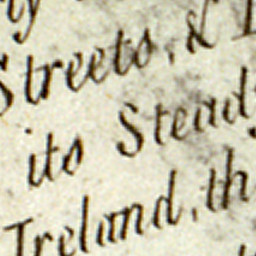 Streets, &
its Stead
Ireland, th